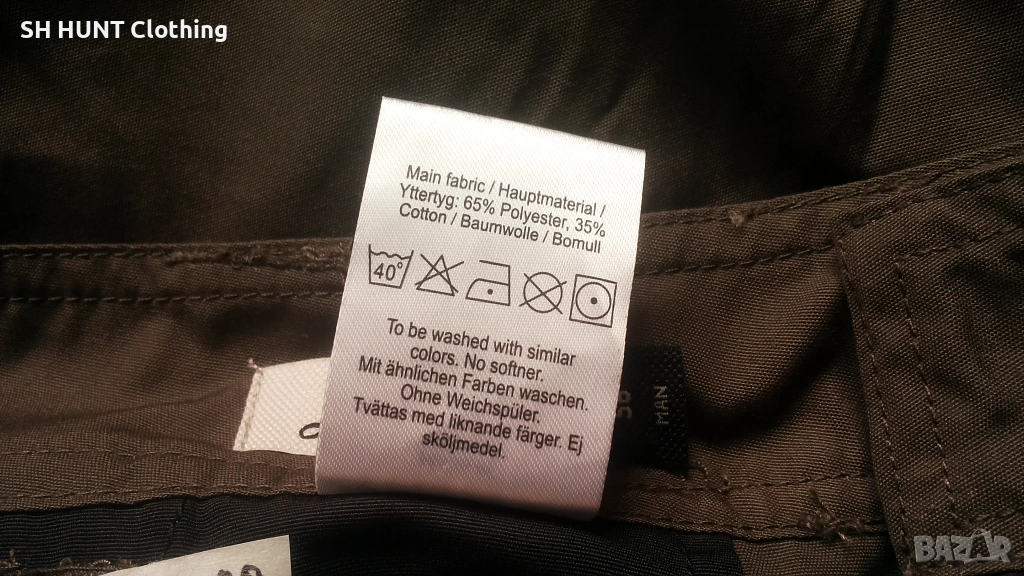 SH HUNT Clothing
Main fabric / Hauptmaterial /
Yttertyg: 65% Polyester, 35%
Cotton / Baumwolle / Bomull
40°
To be washed with similar
colors. No softner.
Mit ähnlichen Farben waschen.
Ohne Weichspüler.
Tvättas med liknande färger. Ej
sköljmedel.
MAN
BAZAR